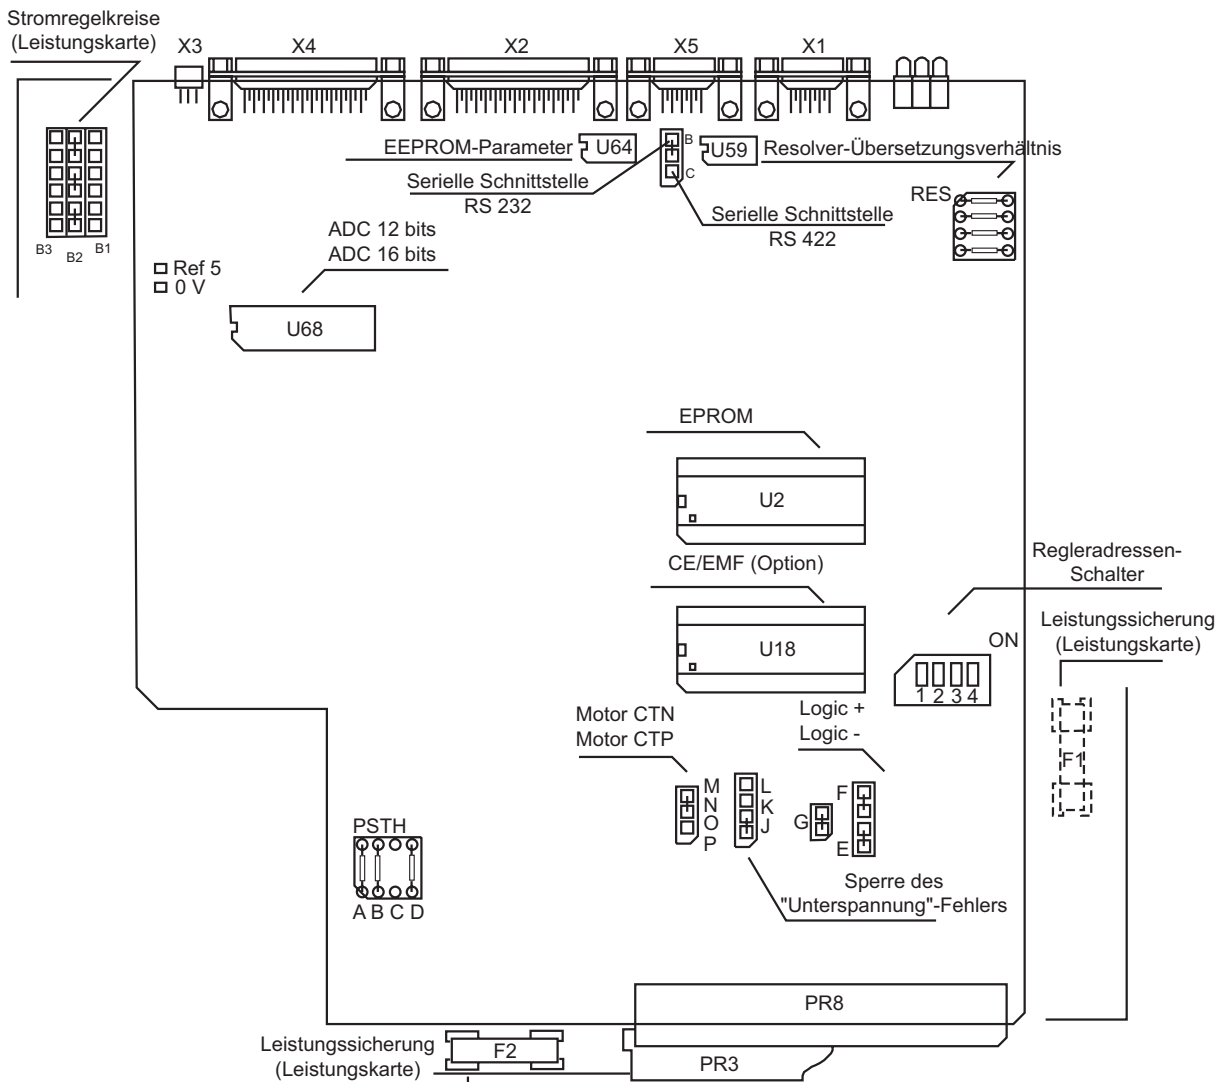 Stromregelkreise
(Leistungskarte)
X3
X4
X2
X5
X1
EEPROM-Parameter
U64
B
C
U59
Resolver-Übersetzungsverhältnis
Serielle Schnittstelle
RS 232
RES
Serielle Schnittstelle
RS 422
B3
B2
B1
ADC 12 bits
ADC 16 bits
Ref 5
0 V
U68
EPROM
U2
CE/EMF (Option)
U18
Regleradressen-
Schalter
ON
1 2 3 4
Leistungssicherung
(Leistungskarte)
F1
Motor CTN
Motor CTP
Logic +
Logic -
M
N
O
P
L
K
J
G
F
E
PSTH
A B C D
Sperre des
"Unterspannung"-Fehlers
PR8
Leistungssicherung
(Leistungskarte)
F2
PR3